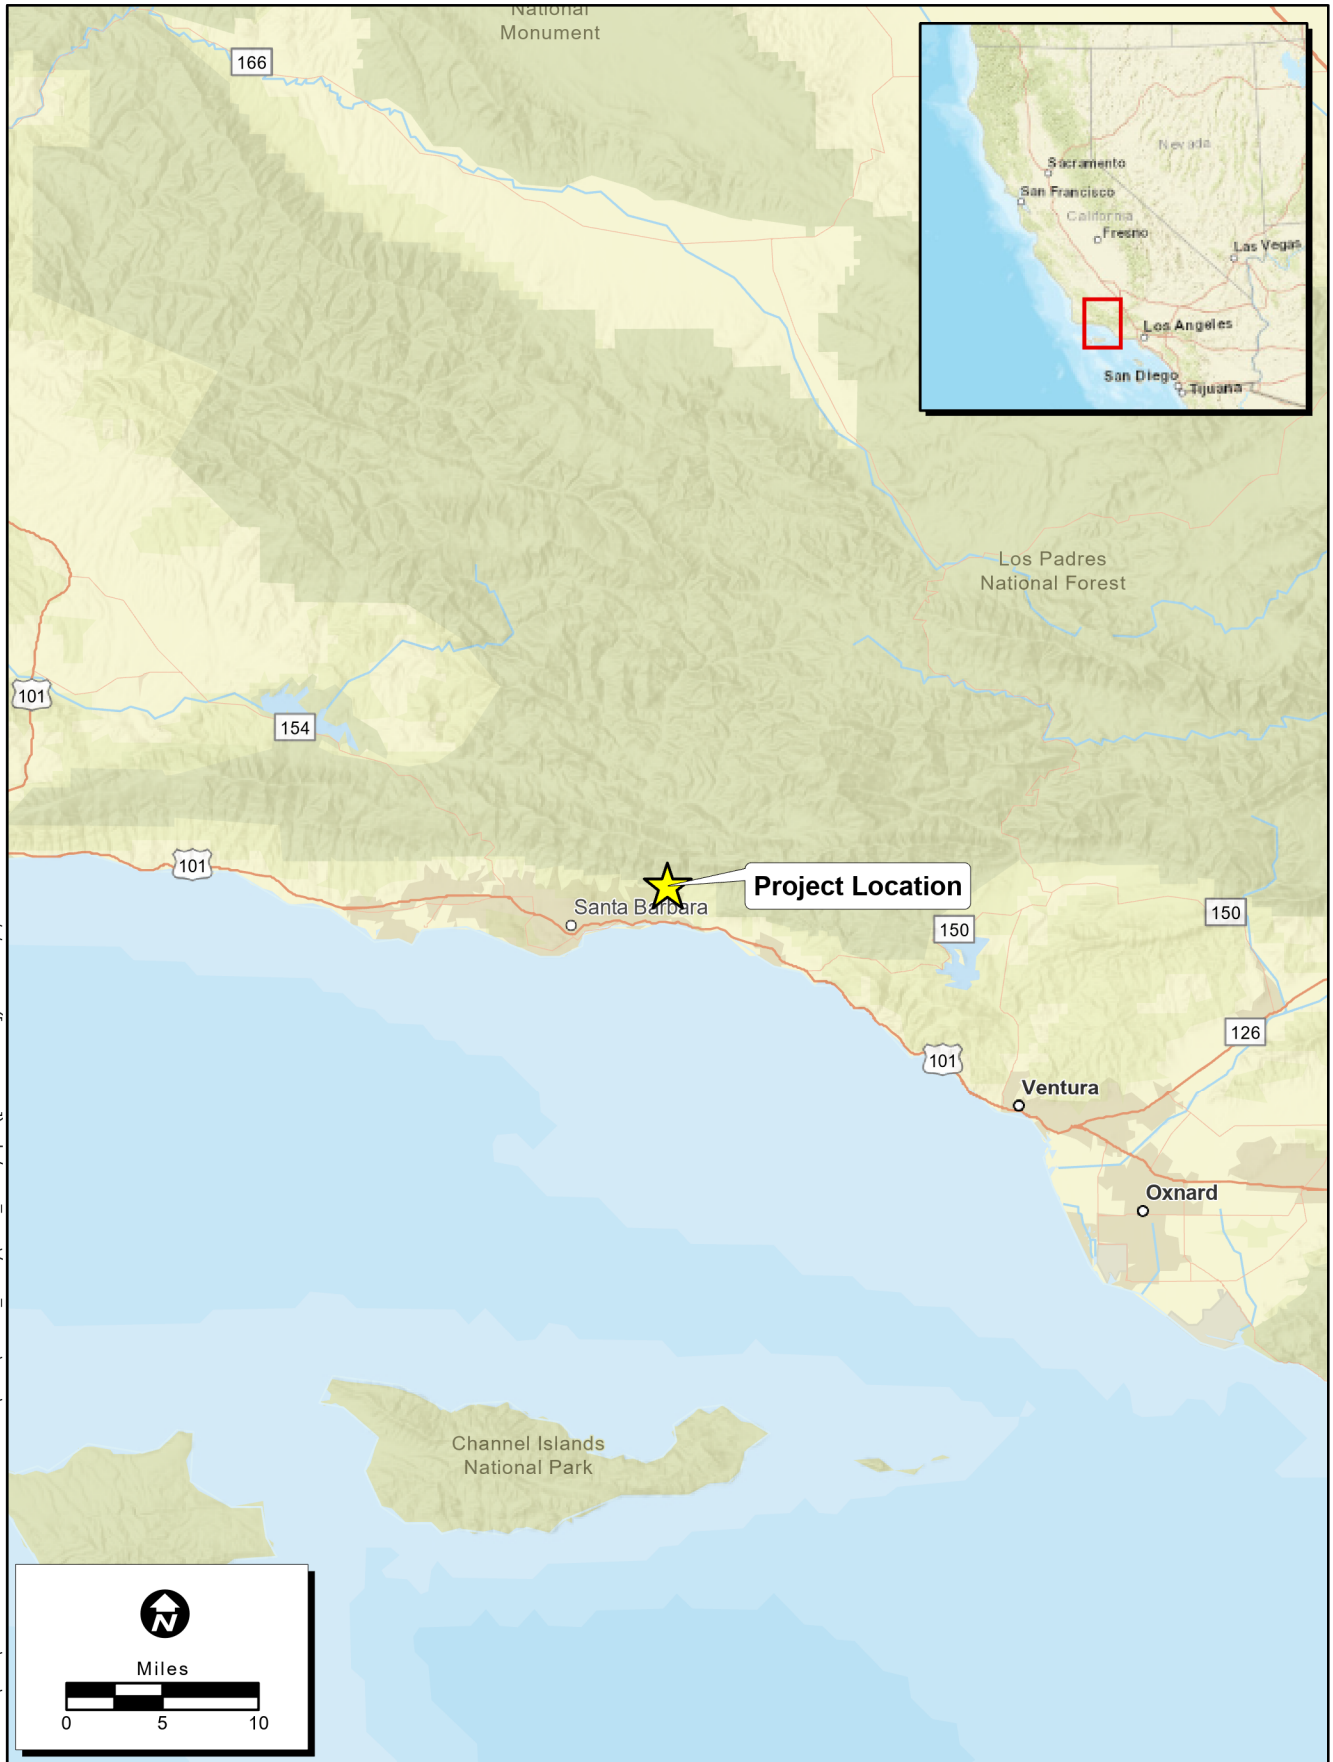 National
Monument
166
Nevada
Sacramento
San Francisco
California
Fresno
Las Vegas
Los Angeles
San Diego
Tijuana
Los Padres
National Forest
101
154
101
Project Location
Santa Barbara
150
150
126
101
Ventura
Oxnard
Channel Islands
National Park
N
Miles
0 5 10